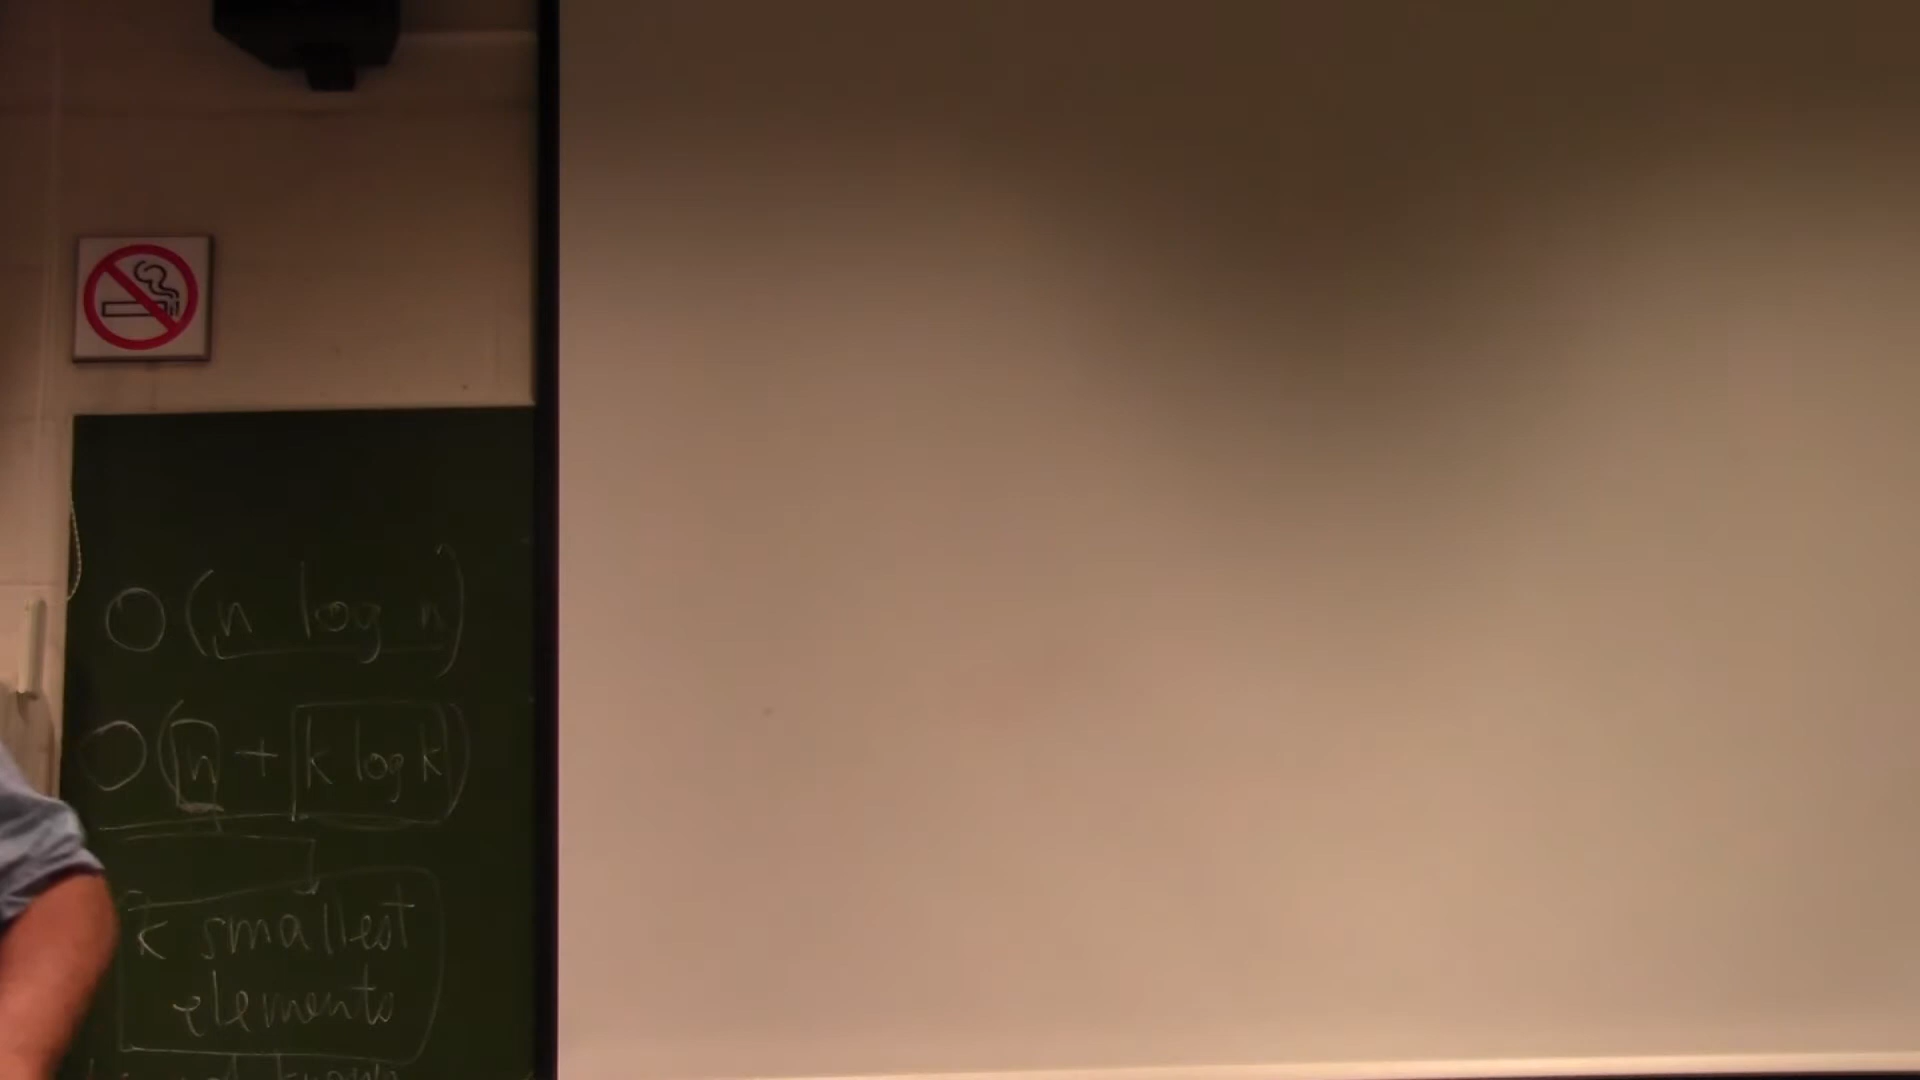 O(n log n)
O(n + k log k)
k smallest
elements